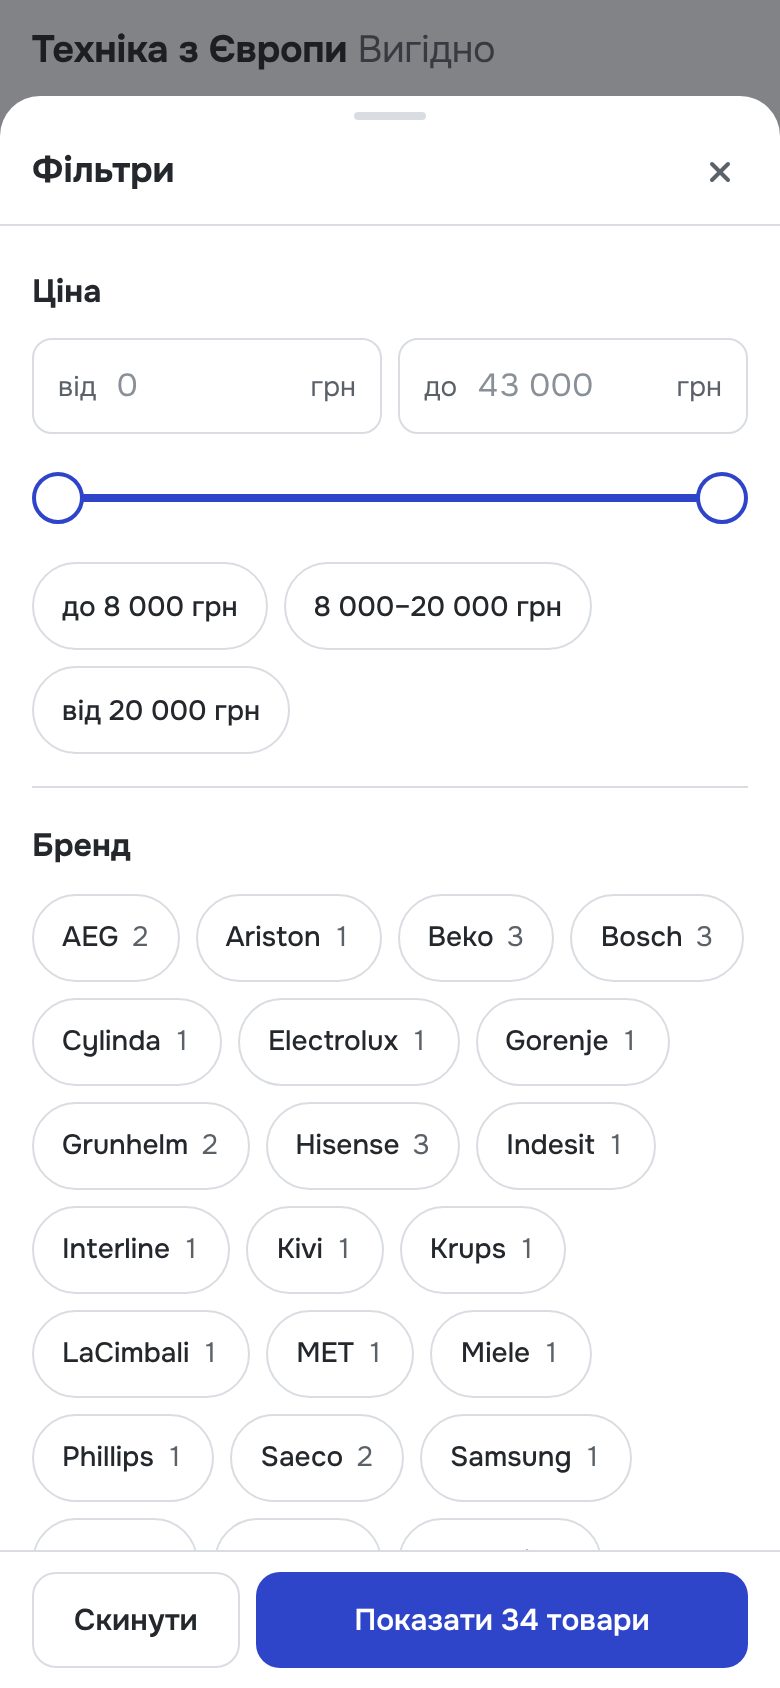 Техніка з Європи Вигідно
Фільтри
Ціна
від 0 грн до 43 000 грн
до 8 000 грн 8 000–20 000 грн
від 20 000 грн
Бренд
AEG 2 Ariston 1 Beko 3 Bosch 3
Cylinda 1 Electrolux 1 Gorenje 1
Grunhelm 2 Hisense 3 Indesit 1
Interline 1 Kivi 1 Krups 1
LaCimbali 1 MET 1 Miele 1
Phillips 1 Saeco 2 Samsung 1
Скинути Показати 34 товари